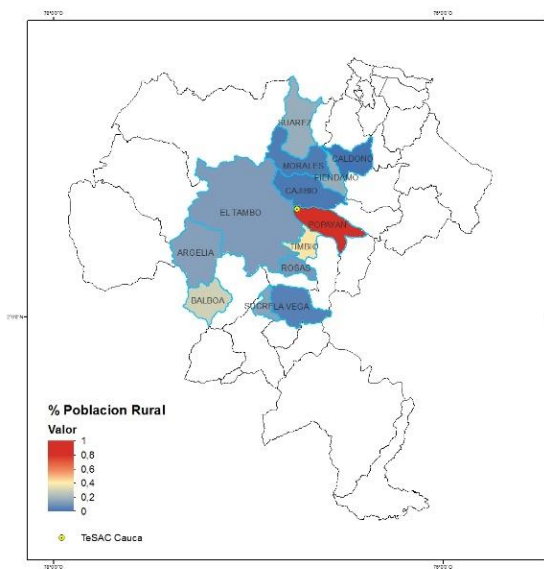 SUAREZ
MORALES
CALDONO
PIENDAMO
CAJIBIO
EL TAMBO
POPAYAN
TIMBIO
ARGELIA
ROSAS
BALBOA
SUCRE
LA VEGA
% Poblacion Rural
Valor
1
0,8
0,6
0,4
0,2
0
TeSAC Cauca